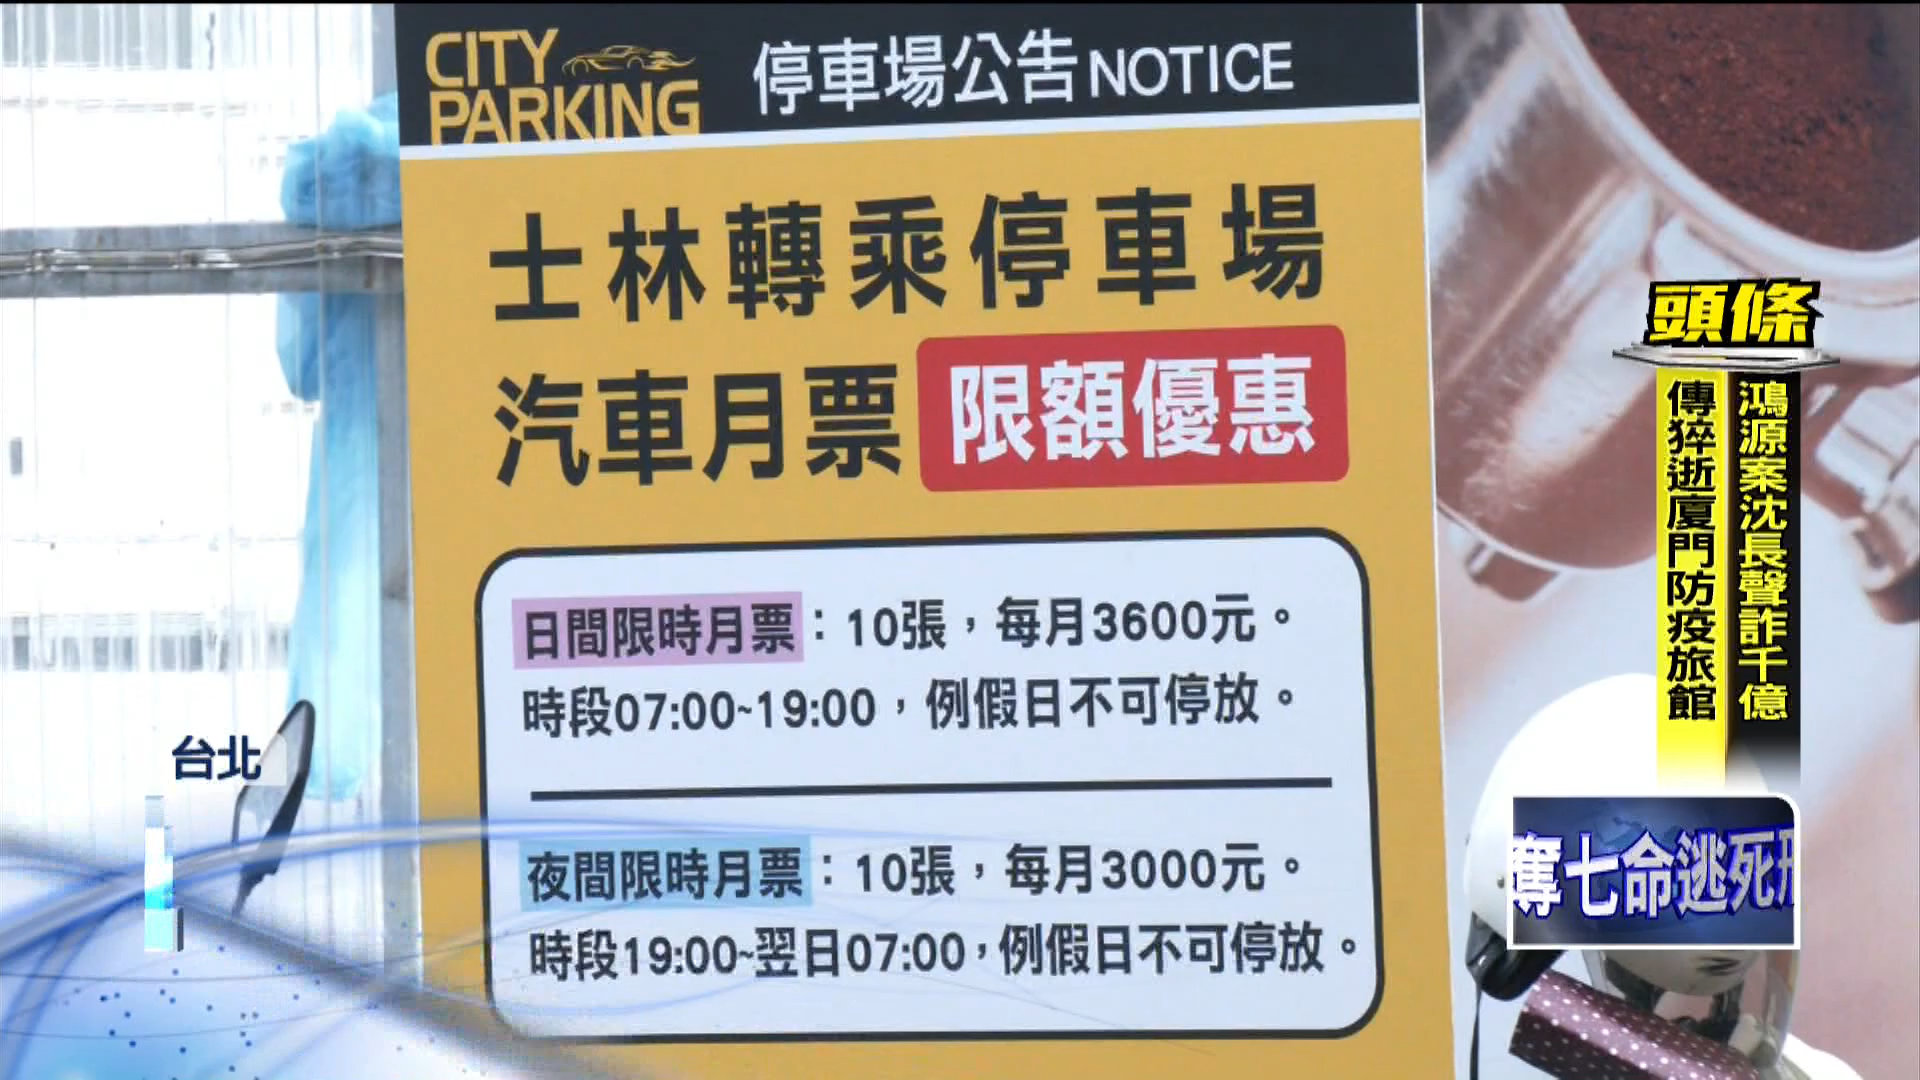 CITY
PARKING
停車場公告NOTICE
士林轉乘停車場
汽車月票 限額優惠
日間限時月票：10張，每月3600元。
時段07:00~19:00，例假日不可停放。
夜間限時月票：10張，每月3000元。
時段19:00~翌日07:00，例假日不可停放。
頭條
鴻源案沈長聲詐千億
傳猝逝廈門防疫旅館
台北
奪七命逃死